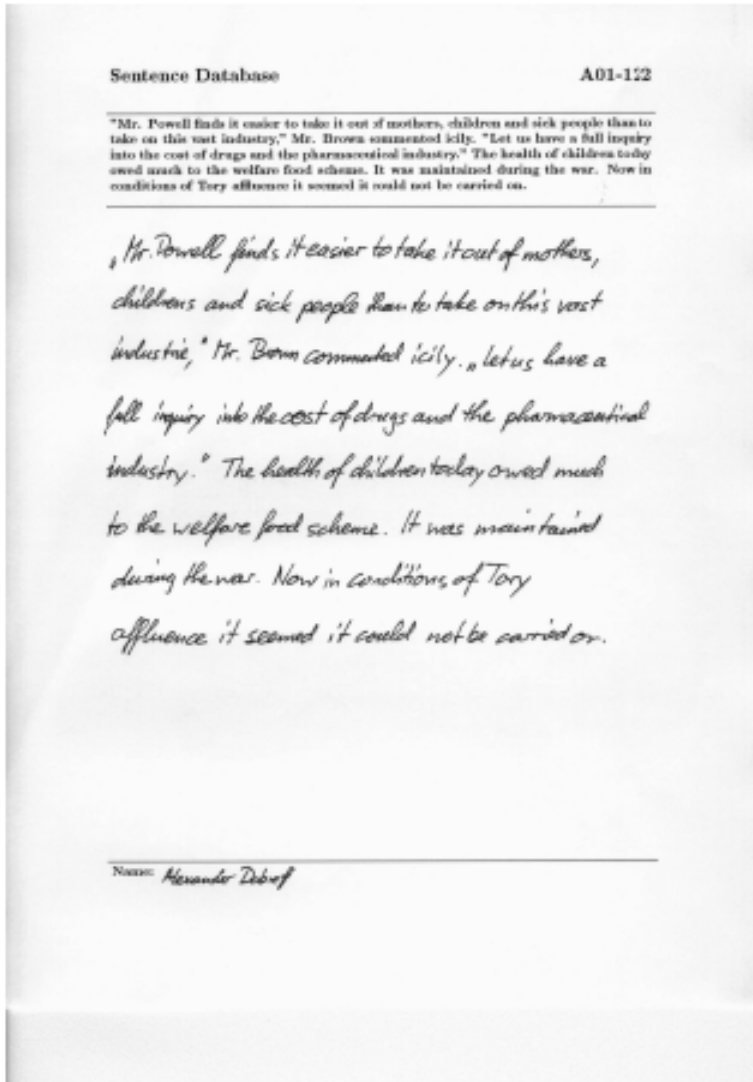 Sentence Database A01-122
"Mr. Powell finds it easier to take it out of mothers, children and sick people than to
take on this vast industry," Mr. Brown commented icily. "Let us have a full inquiry
into the cost of drugs and the pharmaceutical industry." The health of children today
owed much to the welfare food scheme. It was maintained during the war. Now in
conditions of Tory affluence it seemed it could not be carried on.
„Mr. Powell finds it easier to take it out of mothers,
childrens and sick people than to take on this vast
industrie," Mr. Brown commented icily. „Let us have a
full inquiry into the cost of drugs and the pharmaceutical
industry." The health of children today owed much
to the welfare food scheme. It was maintained
during the war. Now in conditions of Tory
affluence it seemed it could not be carried on.
Name: Alexander